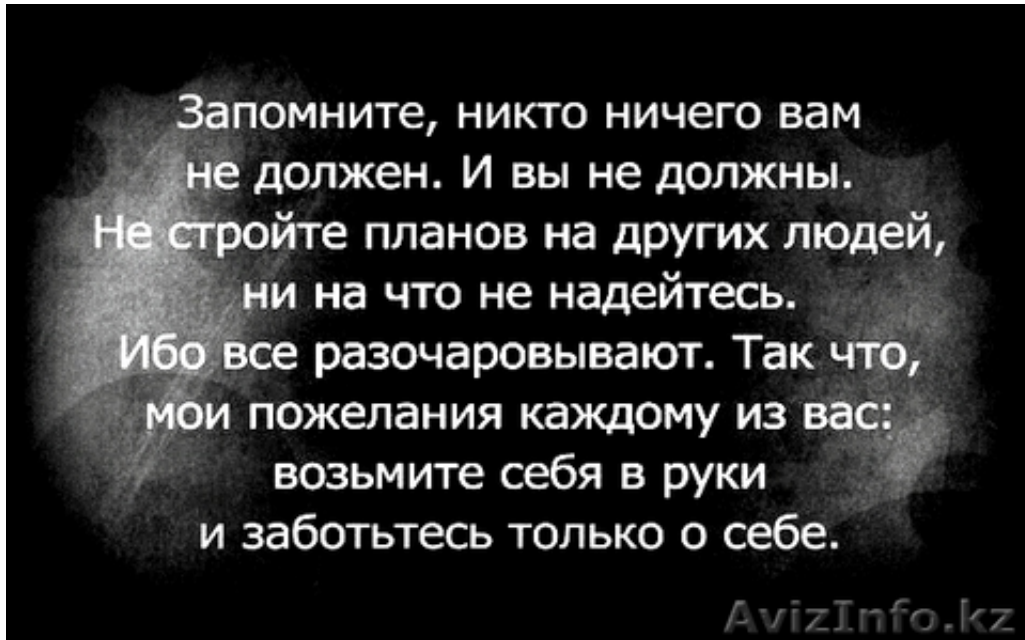 Запомните, никто ничего вам
не должен. И вы не должны.
Не стройте планов на других людей,
ни на что не надейтесь.
Ибо все разочаровывают. Так что,
мои пожелания каждому из вас:
возьмите себя в руки
и заботьтесь только о себе.
AvizInfo.kz